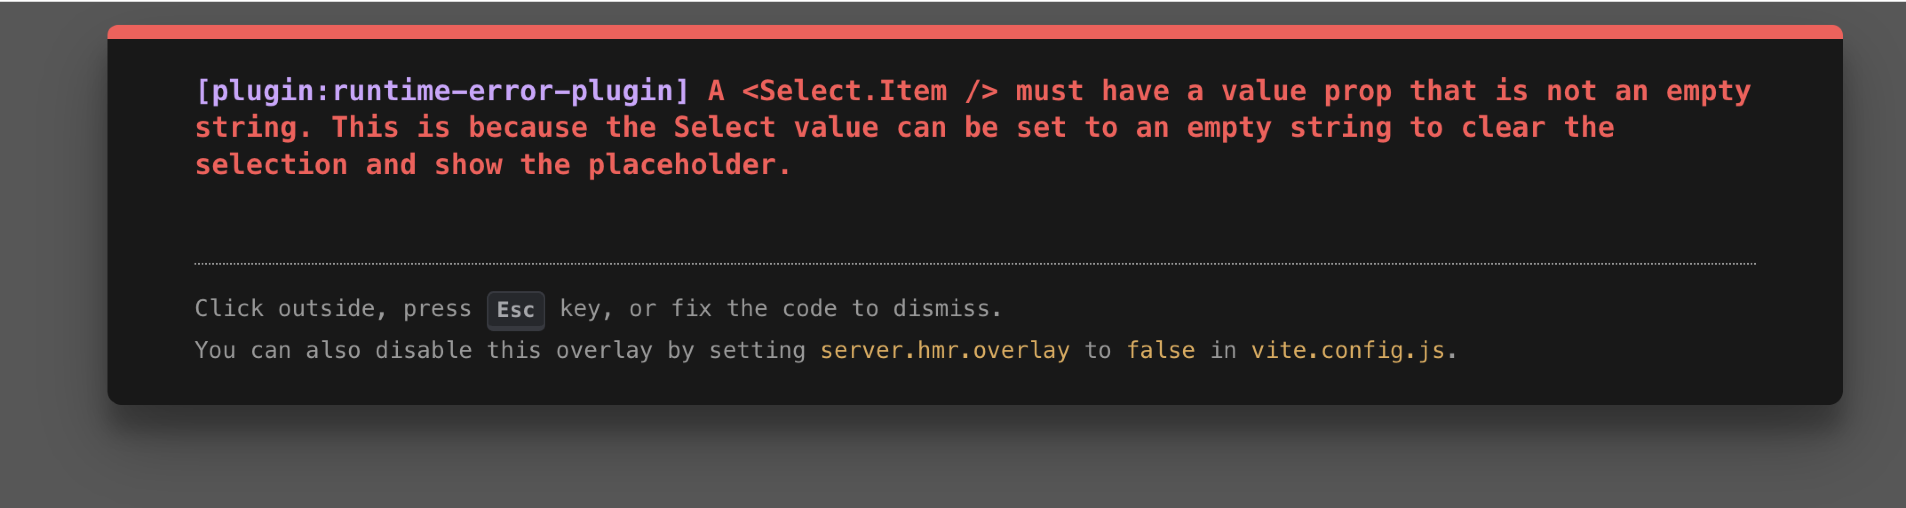 [plugin:runtime-error-plugin] A <Select.Item /> must have a value prop that is not an empty
string. This is because the Select value can be set to an empty string to clear the
selection and show the placeholder.
Click outside, press Esc key, or fix the code to dismiss.
You can also disable this overlay by setting server.hmr.overlay to false in vite.config.js.